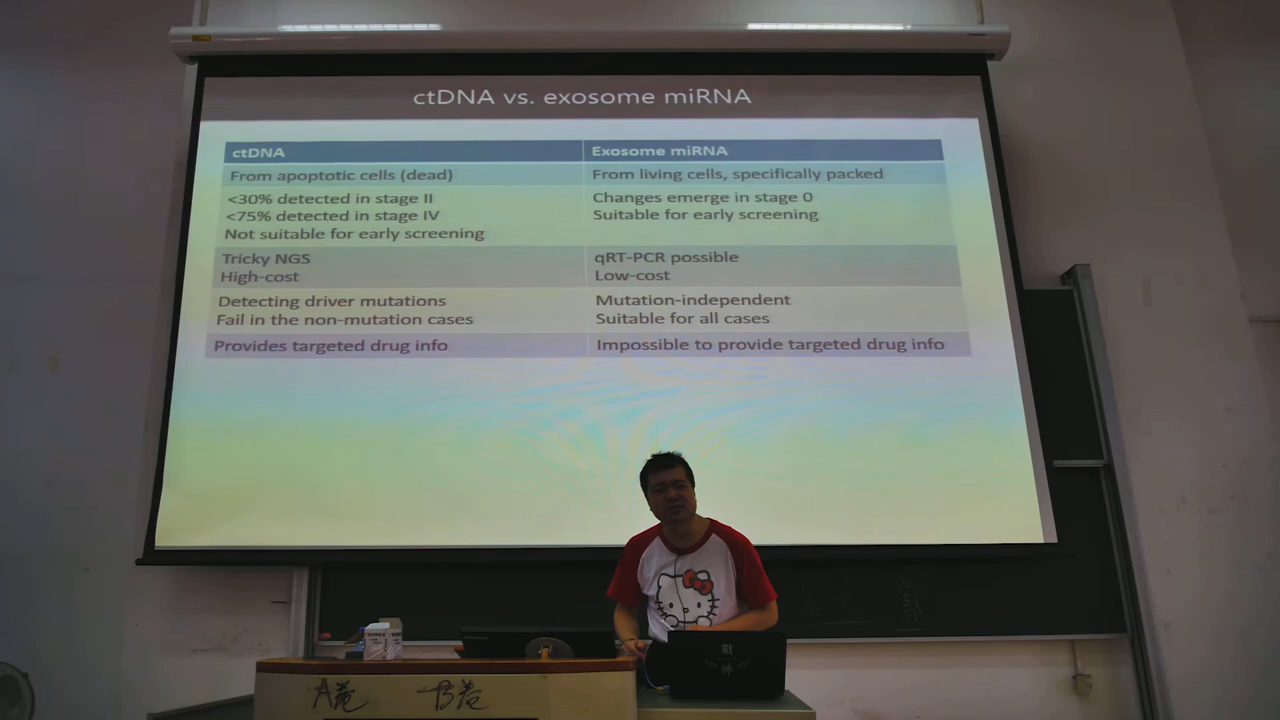 ctDNA vs. exosome miRNA
ctDNA
Exosome miRNA
From apoptotic cells (dead)
From living cells, specifically packed
<30% detected in stage II
<75% detected in stage IV
Not suitable for early screening
Changes emerge in stage 0
Suitable for early screening
Tricky NGS
High-cost
qRT-PCR possible
Low-cost
Detecting driver mutations
Fail in the non-mutation cases
Mutation-independent
Suitable for all cases
Provides targeted drug info
Impossible to provide targeted drug info
A卷
B卷